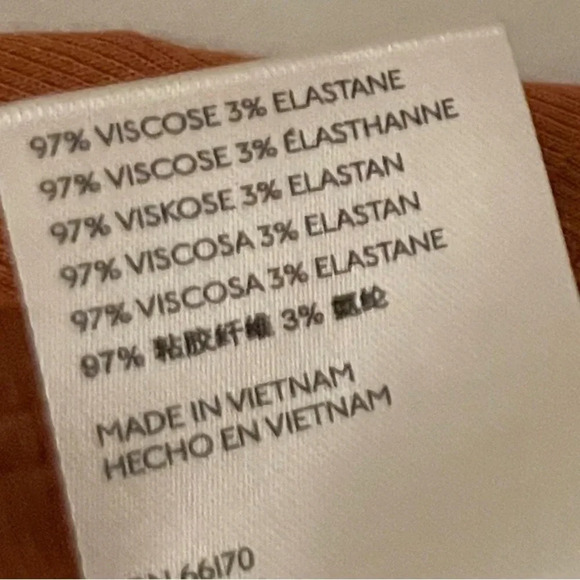 97% VISCOSE 3% ELASTANE
97% VISCOSE 3% ÉLASTHANNE
97% VISKOSE 3% ELASTAN
97% VISCOSA 3% ELASTAN
97% VISCOSA 3% ELASTANE
97% 粘胶纤维 3% 氨纶
MADE IN VIETNAM
HECHO EN VIETNAM
66170